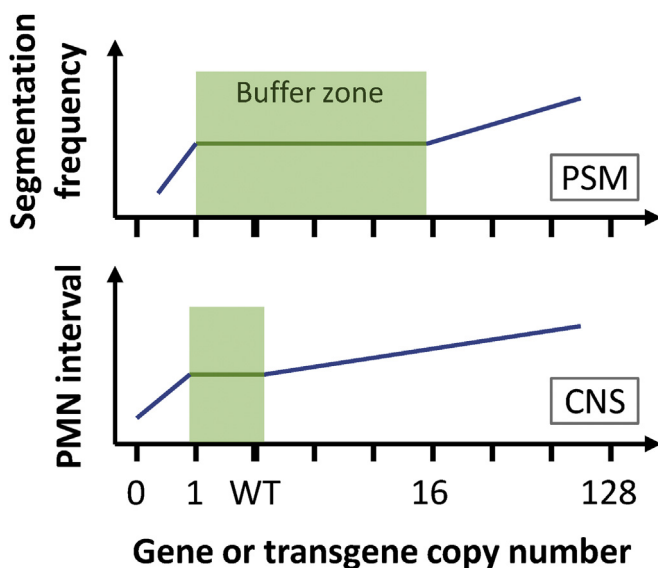 Segmentation
frequency
Buffer zone
PSM
PMN interval
CNS
0 1 WT 16 128
Gene or transgene copy number